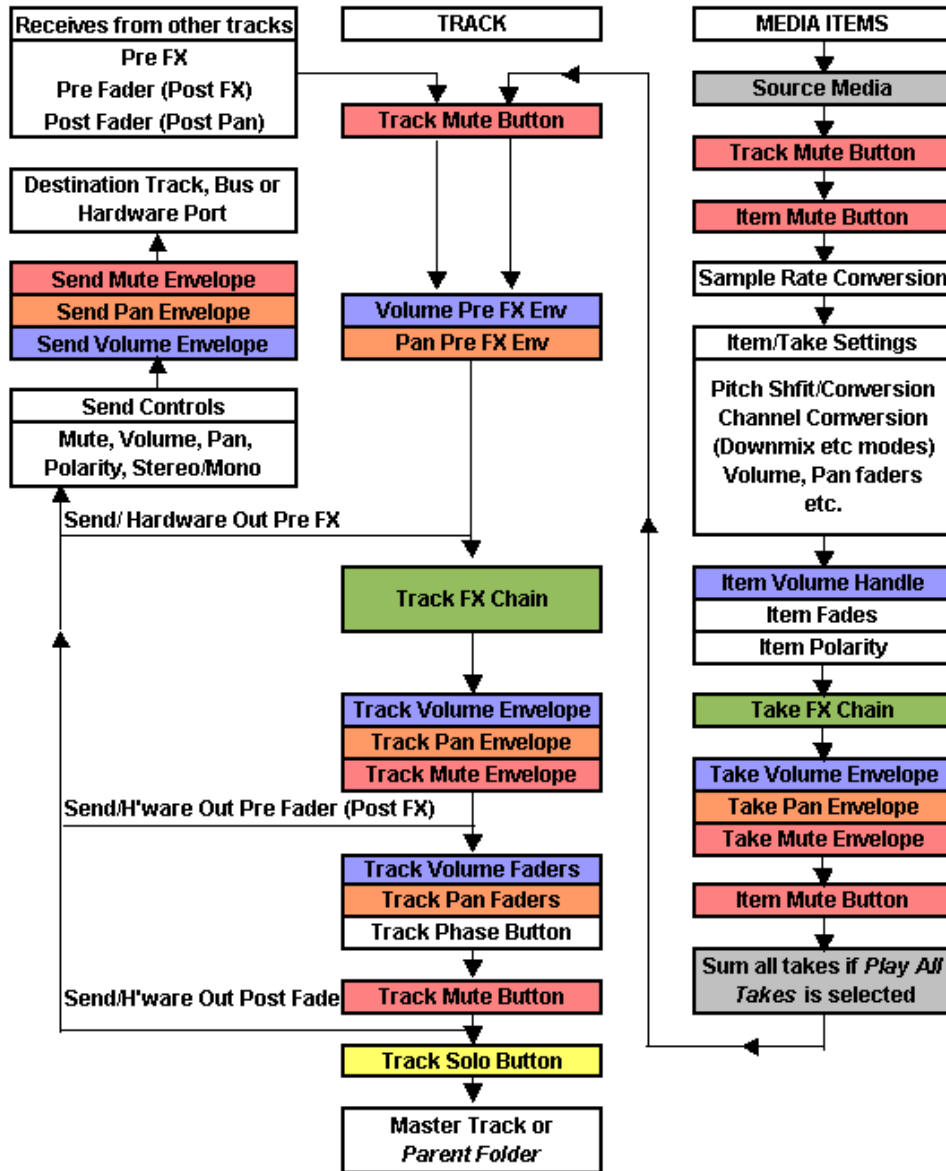 Receives from other tracks
Pre FX
Pre Fader (Post FX)
Post Fader (Post Pan)
Destination Track, Bus or
Hardware Port
Send Mute Envelope
Send Pan Envelope
Send Volume Envelope
Send Controls
Mute, Volume, Pan,
Polarity, Stereo/Mono
Send/ Hardware Out Pre FX
Send/H'ware Out Pre Fader (Post FX)
Send/H'ware Out Post Fade
TRACK
Track Mute Button
Volume Pre FX Env
Pan Pre FX Env
Track FX Chain
Track Volume Envelope
Track Pan Envelope
Track Mute Envelope
Track Volume Faders
Track Pan Faders
Track Phase Button
Track Mute Button
Track Solo Button
Master Track or
Parent Folder
MEDIA ITEMS
Source Media
Track Mute Button
Item Mute Button
Sample Rate Conversion
Item/Take Settings
Pitch Shfit/Conversion
Channel Comversion
(Downmix etc modes)
Volume, Pan faders
etc.
Item Volume Handle
Item Fades
Item Polarity
Take FX Chain
Take Volume Envelope
Take Pan Envelope
Take Mute Envelope
Item Mute Button
Sum all takes if Play All
Takes is selected